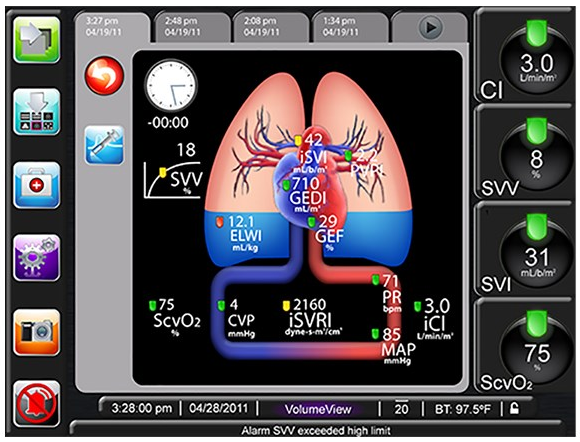 3:27 pm
04/19/11
2:48 pm
04/19/11
2:08 pm
04/19/11
1:34 pm
04/19/11
-00:00
18
SVV
%
42
iSVI
mL/b/m²
710
GEDI
mL/m²
12.1
ELWI
mL/kg
29
GEF
%
75
ScvO₂
%
4
CVP
mmHg
2160
iSVRI
dyne-s-m²/cm⁵
71
PR
bpm
85
MAP
mmHg
3.0
iCI
L/min/m²
3.0
L/min/m²
CI
8
%
SVV
31
mL/b/m²
SVI
75
%
ScvO₂
3:28:00 pm | 04/28/2011 | VolumeView | 20 | BT: 97.5°F |
Alarm SVV exceeded high limit